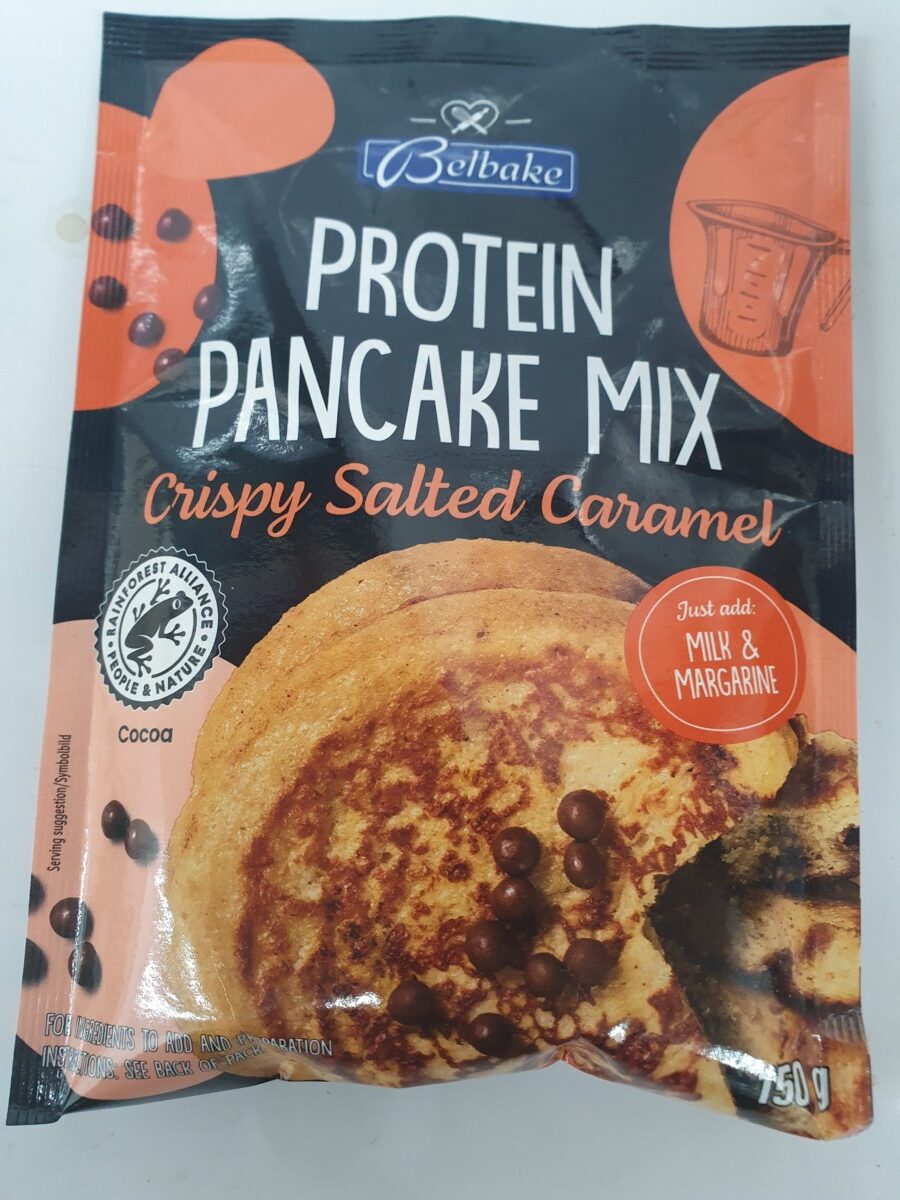 Belbake
PROTEIN
PANCAKE MIX
Crispy Salted Caramel
RAINFOREST ALLIANCE
PEOPLE & NATURE
Cocoa
Just add:
MILK &
MARGARINE
Serving suggestion/Symbolbild
FOR INGREDIENTS TO ADD AND PREPARATION
INSTRUCTIONS: SEE BACK OF PACK
150 g